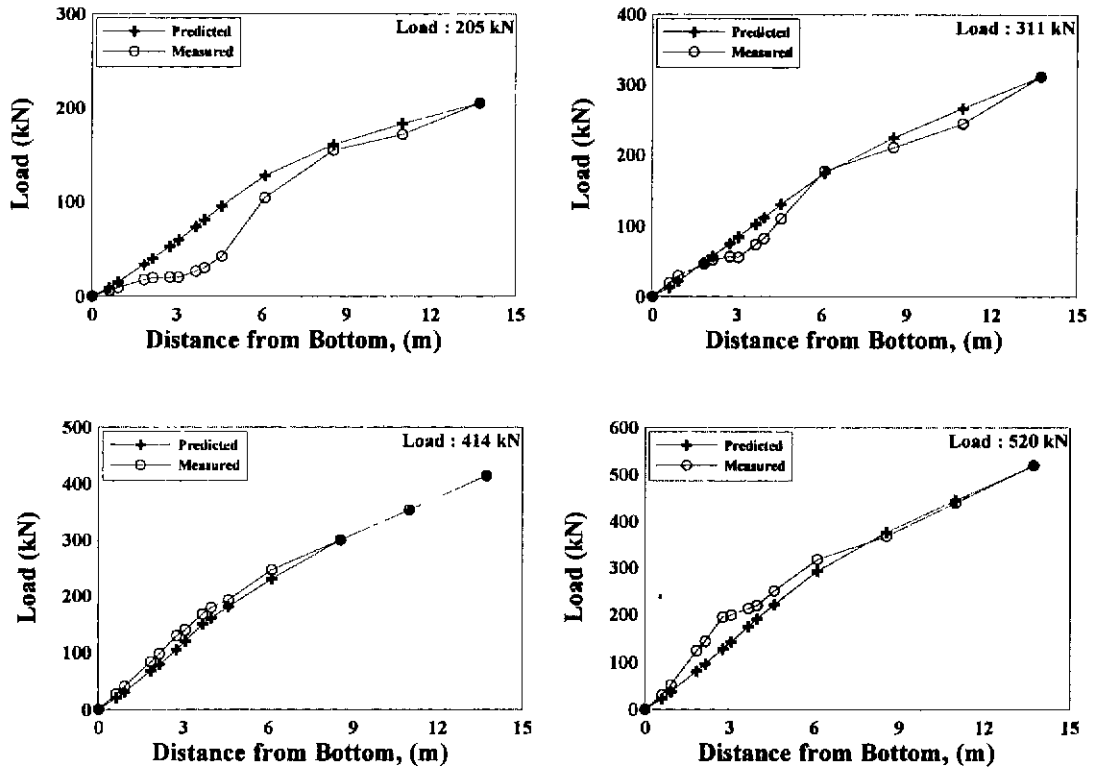 300
200
100
0
Load (kN)
Predicted
Measured
Load : 205 kN
0 3 6 9 12 15
Distance from Bottom, (m)
400
300
200
100
0
Load (kN)
Predicted
Measured
Load : 311 kN
0 3 6 9 12 15
Distance from Bottom, (m)
500
400
300
200
100
0
Load (kN)
Predicted
Measured
Load : 414 kN
0 3 6 9 12 15
Distance from Bottom, (m)
600
500
400
300
200
100
0
Load (kN)
Predicted
Measured
Load : 520 kN
0 3 6 9 12 15
Distance from Bottom, (m)